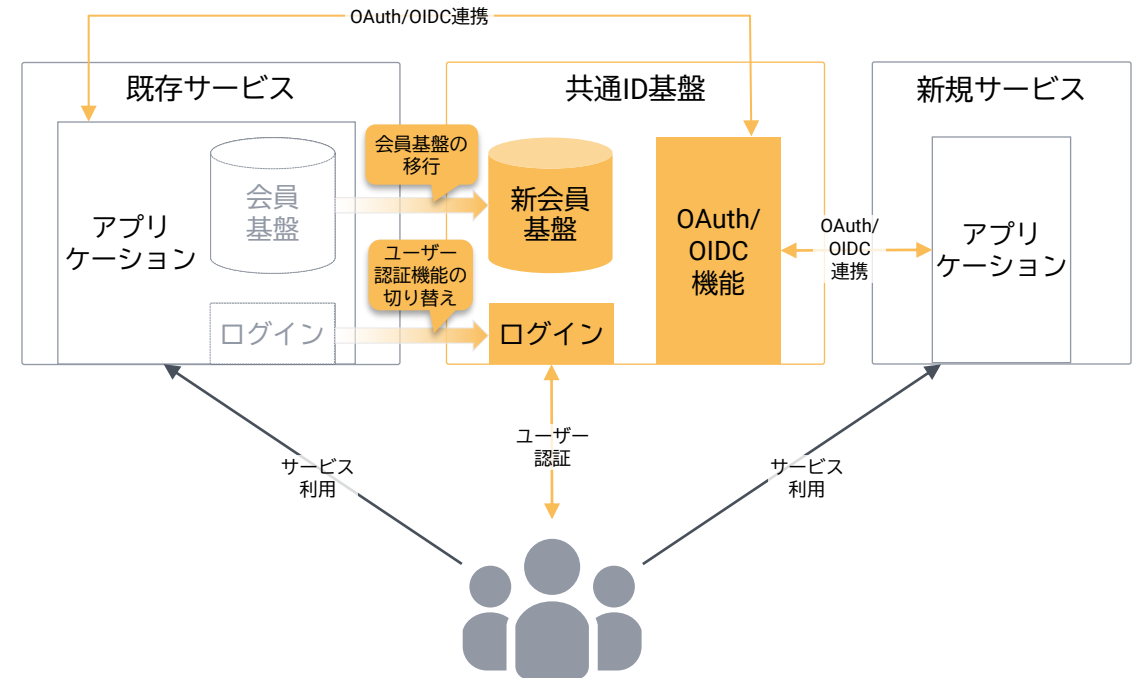 OAuth/OIDC連携
既存サービス
共通ID基盤
新規サービス
会員基盤の
移行
会員
基盤
新会員
基盤
アプリ
ケーション
OAuth/
OIDC
機能
OAuth/
OIDC
連携
アプリ
ケーション
ユーザー
認証機能の
切り替え
ログイン
ログイン
ユーザー
認証
サービス
利用
サービス
利用